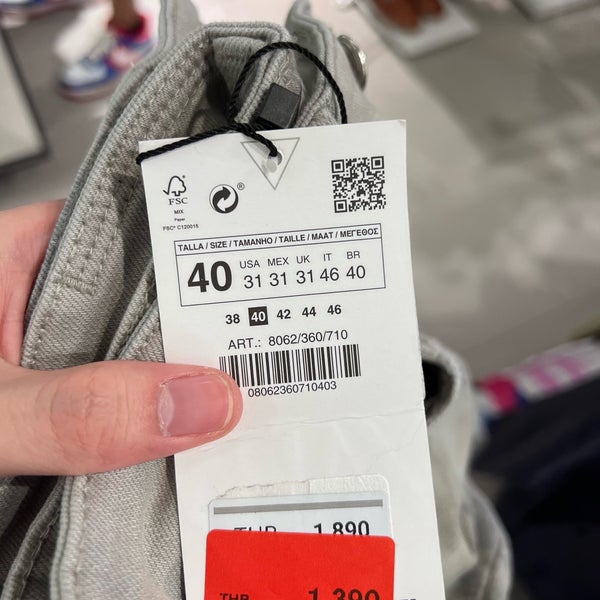 FSC
MIX
Paper
FSC® C120015
®
TALLA / SIZE / TAMANHO / TAILLE / MAAT / ΜΕΓΕΘΟΣ
40 USA MEX UK IT BR
31 31 31 46 40
38 40 42 44 46
ART.: 8062/360/710
08062360710403
THB 1,890
THB 1,390